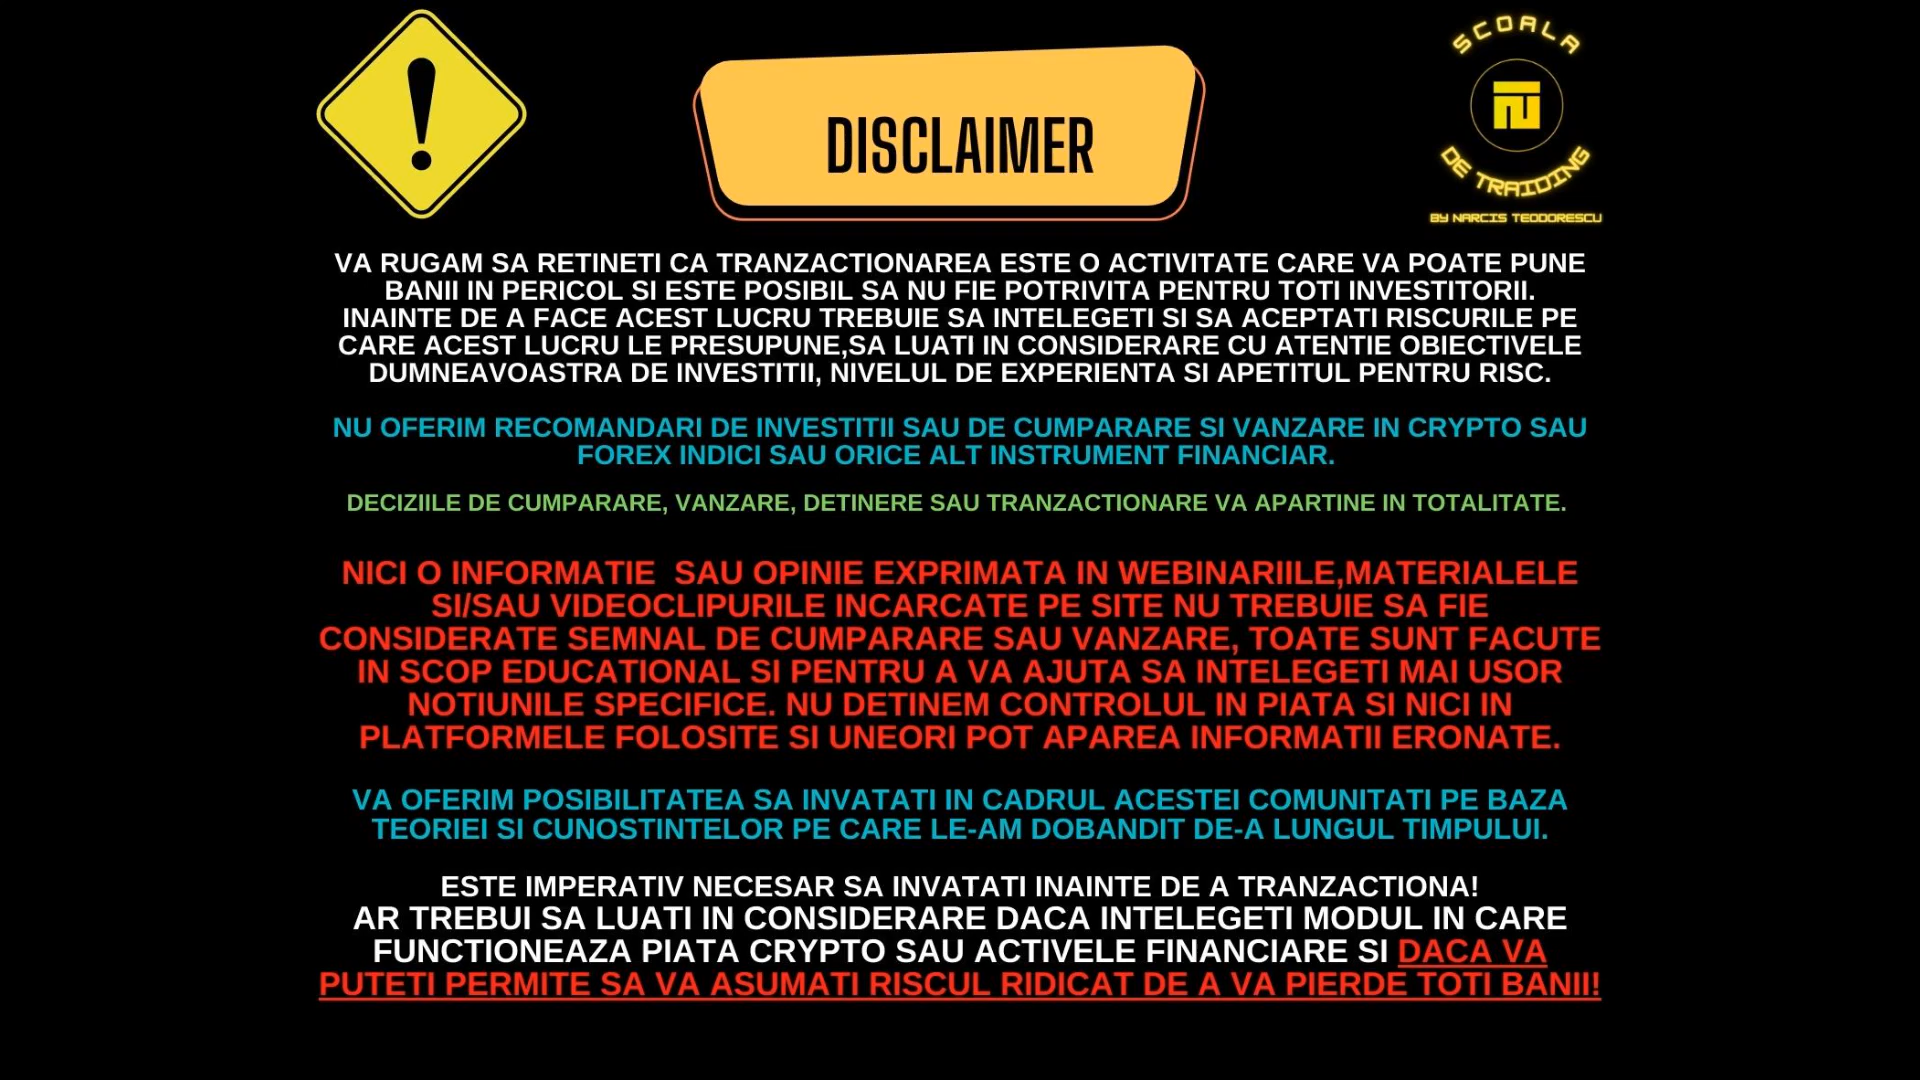 SCOALA
DE TRAIDING
BY NARCIS TEODORESCU
DISCLAIMER
VA RUGAM SA RETINETI CA TRANZACTIONAREA ESTE O ACTIVITATE CARE VA POATE PUNE
BANII IN PERICOL SI ESTE POSIBIL SA NU FIE POTRIVITA PENTRU TOTI INVESTITORII.
INAINTE DE A FACE ACEST LUCRU TREBUIE SA INTELEGETI SI SA ACEPTATI RISCURILE PE
CARE ACEST LUCRU LE PRESUPUNE,SA LUATI IN CONSIDERARE CU ATENTIE OBIECTIVELE
DUMNEAVOASTRA DE INVESTITII, NIVELUL DE EXPERIENTA SI APETITUL PENTRU RISC.
NU OFERIM RECOMANDARI DE INVESTITII SAU DE CUMPARARE SI VANZARE IN CRYPTO SAU
FOREX INDICI SAU ORICE ALT INSTRUMENT FINANCIAR.
DECIZIILE DE CUMPARARE, VANZARE, DETINERE SAU TRANZACTIONARE VA APARTINE IN TOTALITATE.
NICI O INFORMATIE  SAU OPINIE EXPRIMATA IN WEBINARIILE,MATERIALELE
SI/SAU VIDEOCLIPURILE INCARCATE PE SITE NU TREBUIE SA FIE
CONSIDERATE SEMNAL DE CUMPARARE SAU VANZARE, TOATE SUNT FACUTE
IN SCOP EDUCATIONAL SI PENTRU A VA AJUTA SA INTELEGETI MAI USOR
NOTIUNILE SPECIFICE. NU DETINEM CONTROLUL IN PIATA SI NICI IN
PLATFORMELE FOLOSITE SI UNEORI POT APAREA INFORMATII ERONATE.
VA OFERIM POSIBILITATEA SA INVATATI IN CADRUL ACESTEI COMUNITATI PE BAZA
TEORIEI SI CUNOSTINTELOR PE CARE LE-AM DOBANDIT DE-A LUNGUL TIMPULUI.
ESTE IMPERATIV NECESAR SA INVATATI INAINTE DE A TRANZACTIONA!
AR TREBUI SA LUATI IN CONSIDERARE DACA INTELEGETI MODUL IN CARE
FUNCTIONEAZA PIATA CRYPTO SAU ACTIVELE FINANCIARE SI DACA VA
PUTETI PERMITE SA VA ASUMATI RISCUL RIDICAT DE A VA PIERDE TOTI BANII!